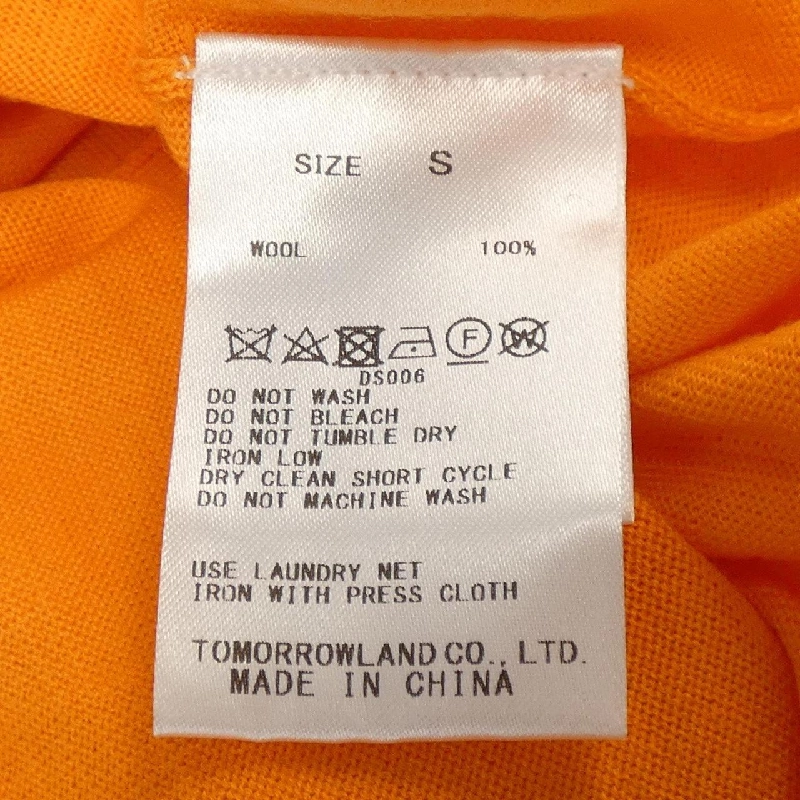 SIZE S
WOOL 100%
F W
DS006
DO NOT WASH
DO NOT BLEACH
DO NOT TUMBLE DRY
IRON LOW
DRY CLEAN SHORT CYCLE
DO NOT MACHINE WASH
USE LAUNDRY NET
IRON WITH PRESS CLOTH
TOMORROWLAND CO., LTD.
MADE IN CHINA